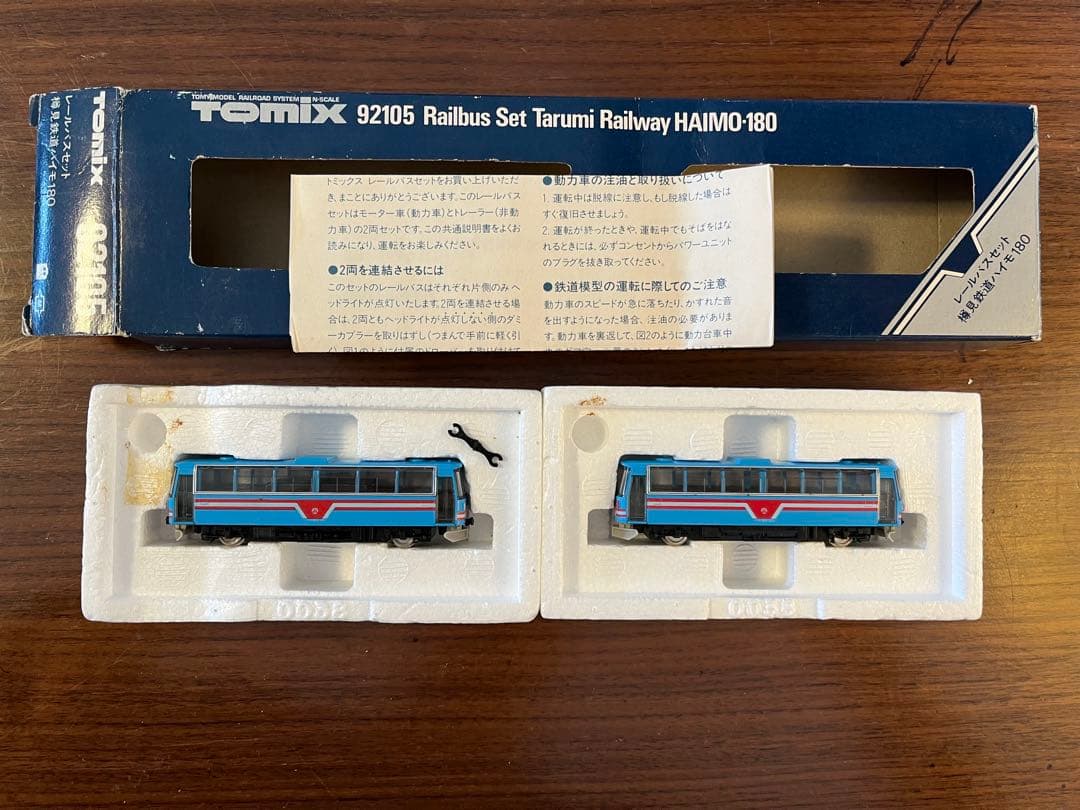 TOMY MODEL RAILROAD SYSTEM N-SCALE
TOMIX 92105 Railbus Set Tarumi Railway HAIMO-180
TOMIX 92105
レールバスセット
樽見鉄道ハイモ180
レールバスセット
樽見鉄道ハイモ180
トミックス レールバスセットをお買い上げいただ
き、まことにありがとうございます。このレールバス
セットはモーター車(動力車)とトレーラー(非動
力車)の2両セットです。この共通説明書をよくお
読みになり、運転をお楽しみください。
●2両を連結させるには
このセットのレールバスはそれぞれ片側のみヘ
ッドライトが点灯いたします。2両を連結する場
合は、2両ともヘッドライトが点灯しない側のダミ
ーカプラーを取りはずし(つまんで手前に軽く引
●動力車の注油と取り扱いについて
1. 運転中は脱線に注意し、もし脱線した場合は
すぐ復旧させましょう。
2. 運転が終ったときや、運転中でもそばをはな
れるときには、必ずコンセントからパワーユニット
のプラグを抜き取ってください。
●鉄道模型の運転に際してのご注意
動力車のスピードが急に落ちたり、かすれた音
を出すようになった場合、注油の必要があります
す。動力車を裏返して、図2のように動力台車中